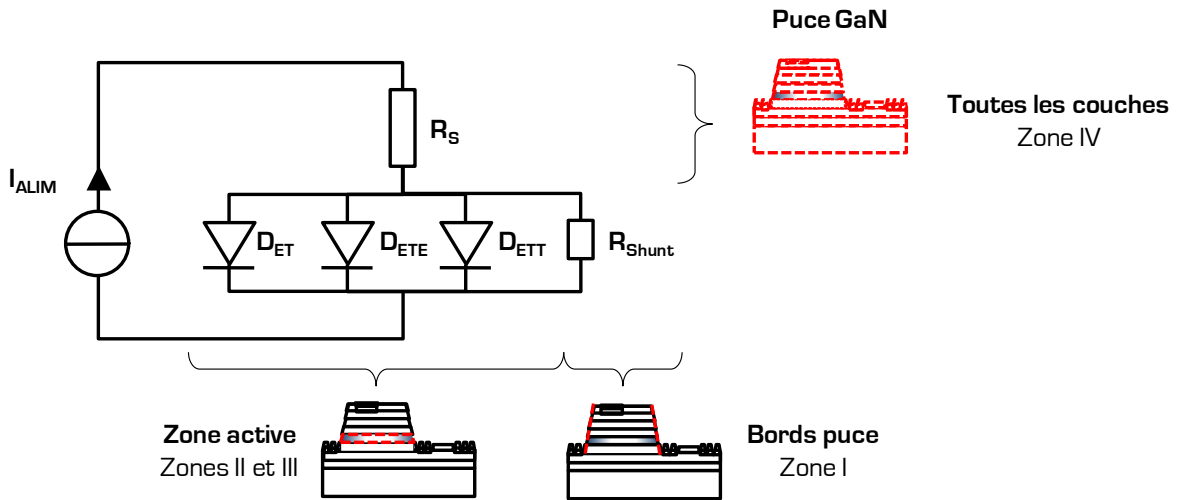 Puce GaN
Toutes les couches
Zone IV
R_S
I_ALIM
D_ET
D_ETE
D_ETT
R_Shunt
Zone active
Zones II et III
Bords puce
Zone I